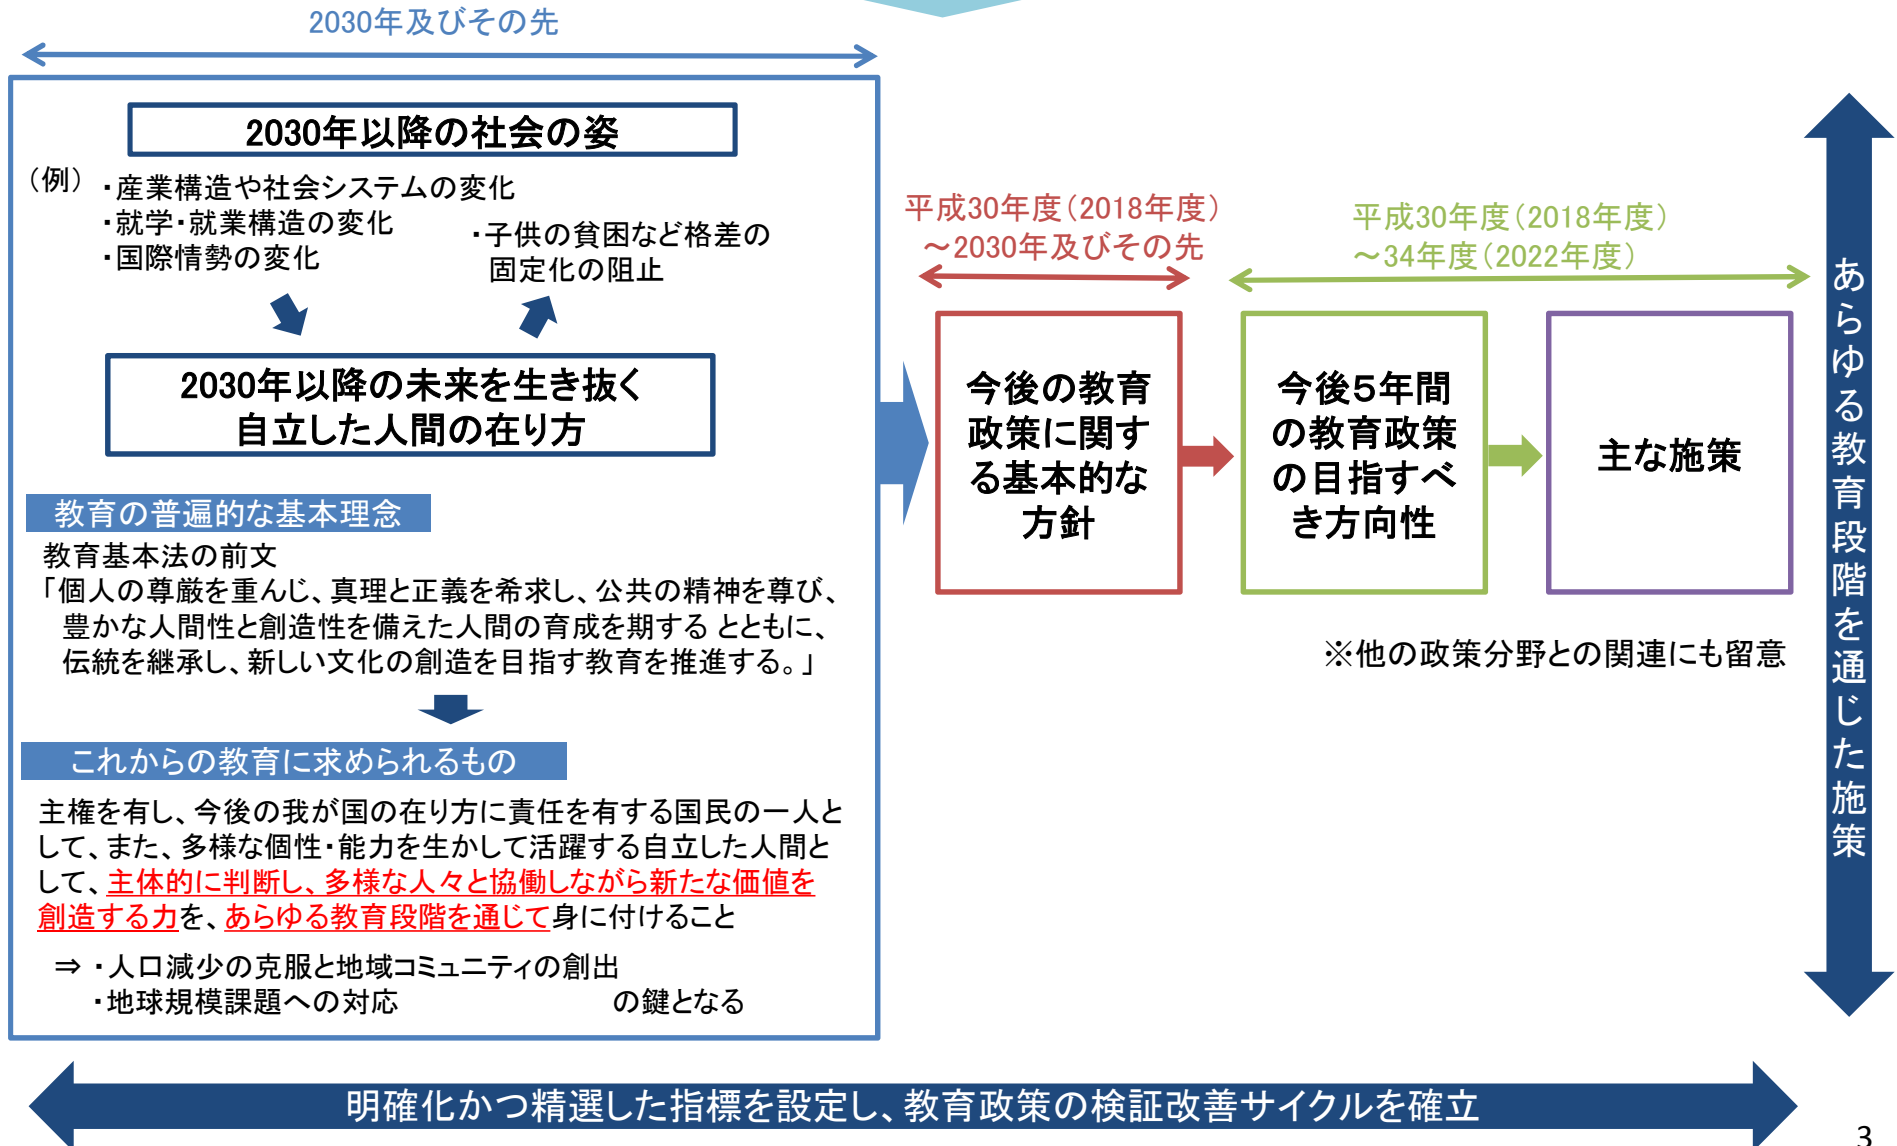 2030年及びその先
2030年以降の社会の姿
(例)
・産業構造や社会システムの変化
・就学・就業構造の変化
・国際情勢の変化
・子供の貧困など格差の
固定化の阻止
2030年以降の未来を生き抜く
自立した人間の在り方
教育の普遍的な基本理念
教育基本法の前文
「個人の尊厳を重んじ、真理と正義を希求し、公共の精神を尊び、
豊かな人間性と創造性を備えた人間の育成を期する とともに、
伝統を継承し、新しい文化の創造を目指す教育を推進する。」
これからの教育に求められるもの
主権を有し、今後の我が国の在り方に責任を有する国民の一人と
して、また、多様な個性・能力を生かして活躍する自立した人間と
して、主体的に判断し、多様な人々と協働しながら新たな価値を
創造する力を、あらゆる教育段階を通じて身に付けること
⇒ ・人口減少の克服と地域コミュニティの創出
・地球規模課題への対応 の鍵となる
平成30年度(2018年度)
~2030年及びその先
今後の教育
政策に関す
る基本的な
方針
平成30年度(2018年度)
~34年度(2022年度)
今後5年間
の教育政策
の目指すべ
き方向性
主な施策
※他の政策分野との関連にも留意
あらゆる教育段階を通じた施策
明確化かつ精選した指標を設定し、教育政策の検証改善サイクルを確立
3